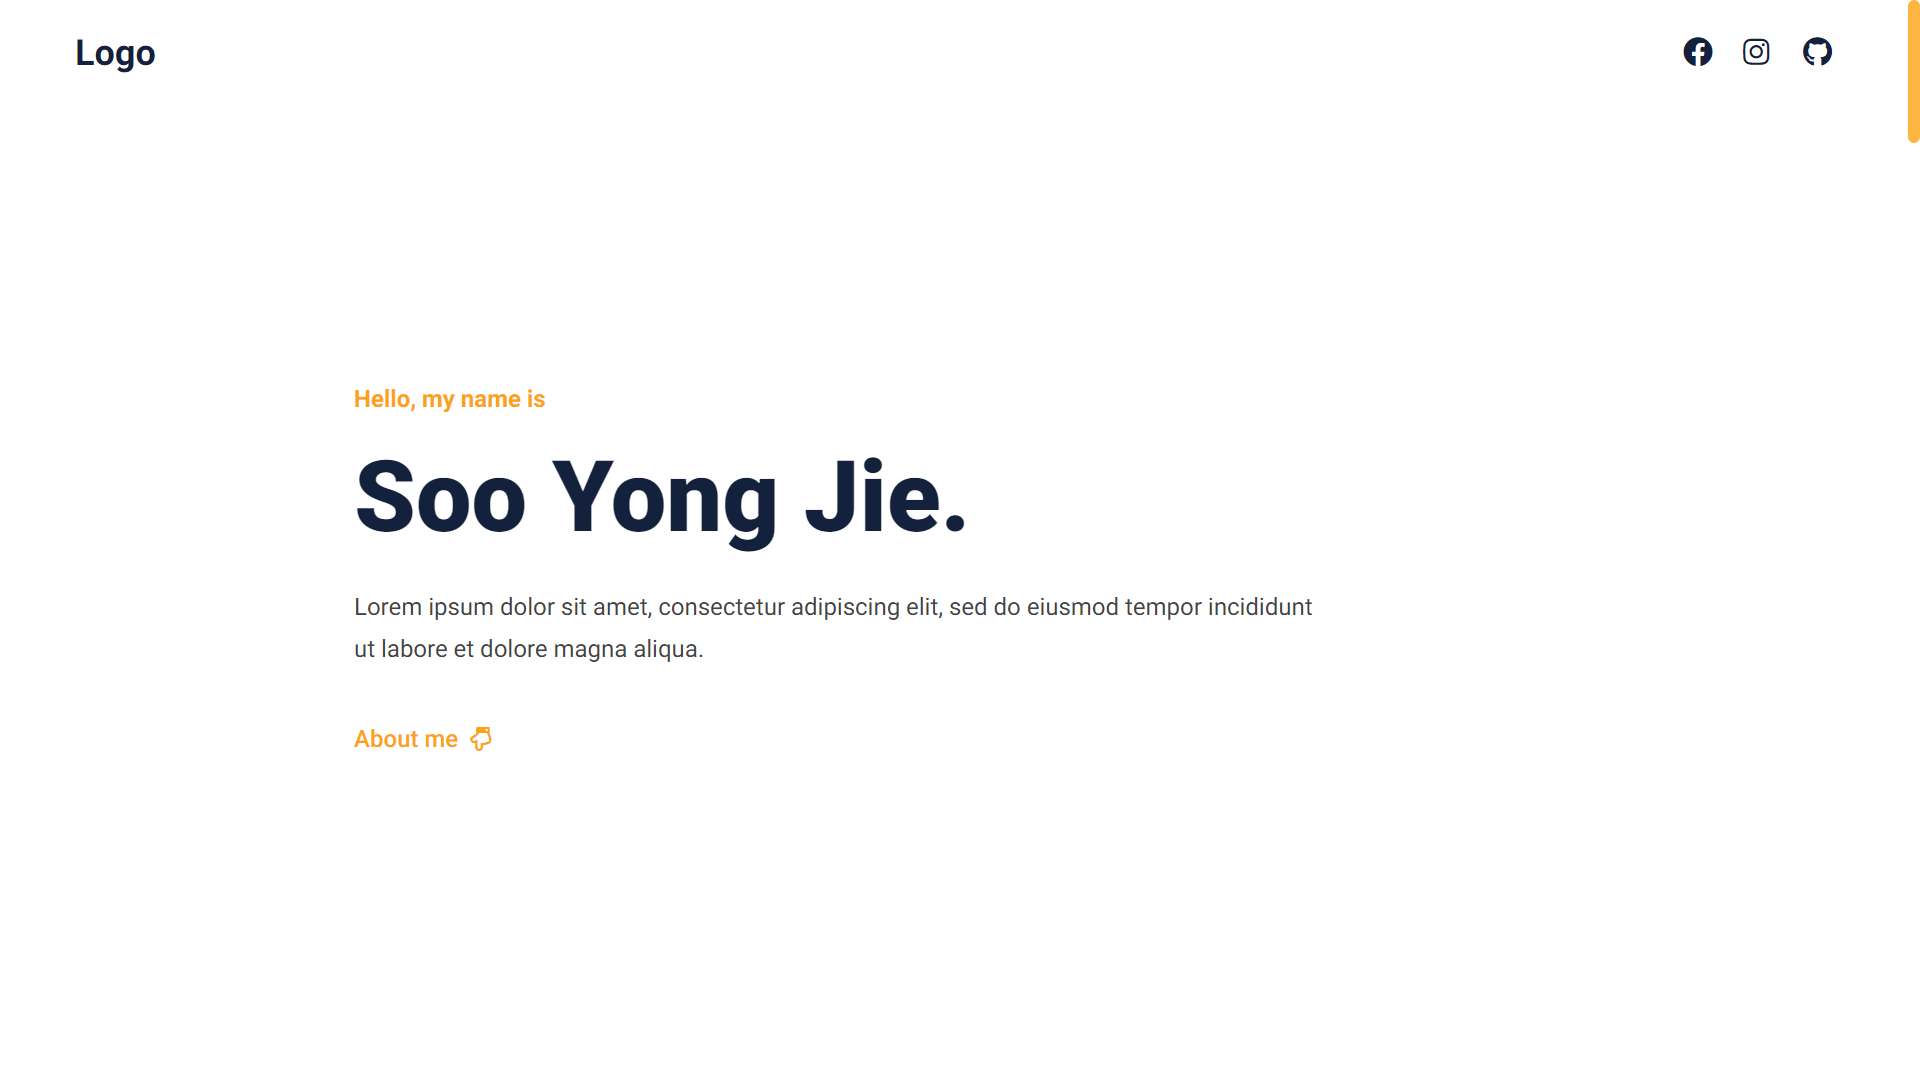 Logo
Hello, my name is
Soo Yong Jie.
Lorem ipsum dolor sit amet, consectetur adipiscing elit, sed do eiusmod tempor incididunt
ut labore et dolore magna aliqua.
About me